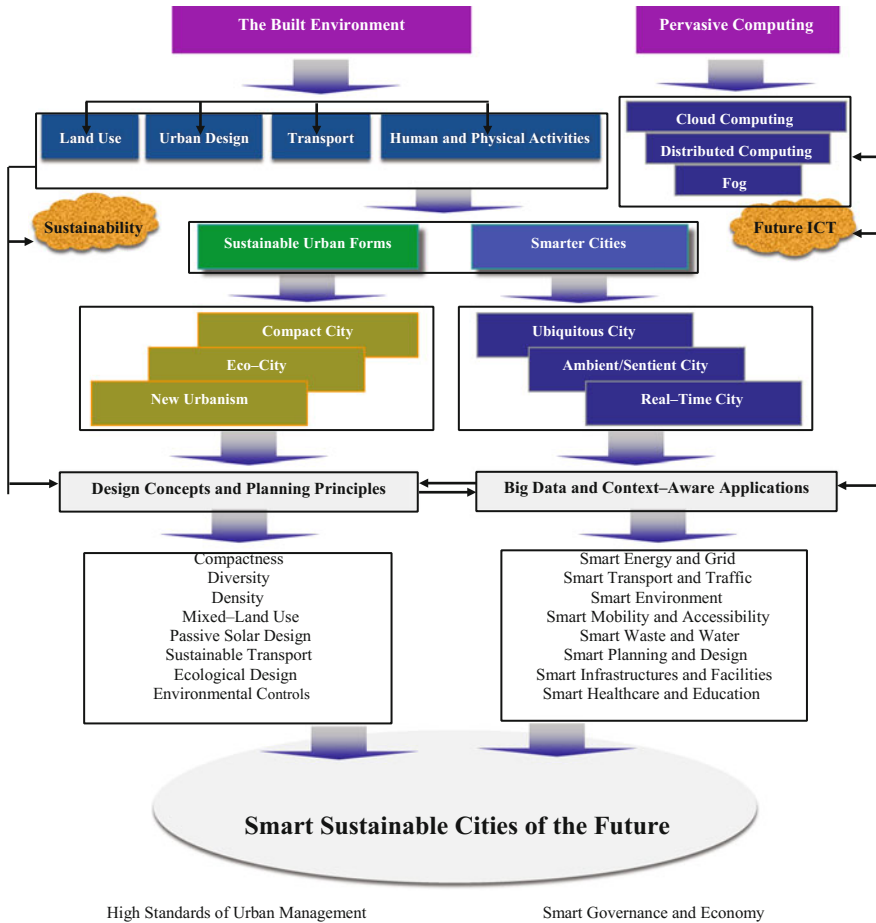 The Built Environment
Pervasive Computing
Land Use
Urban Design
Transport
Human and Physical Activities
Cloud Computing
Distributed Computing
Fog
Sustainability
Future ICT
Sustainable Urban Forms
Smarter Cities
Compact City
Eco–City
New Urbanism
Ubiquitous City
Ambient/Sentient City
Real–Time City
Design Concepts and Planning Principles
Big Data and Context–Aware Applications
Compactness
Diversity
Density
Mixed–Land Use
Passive Solar Design
Sustainable Transport
Ecological Design
Environmental Controls
Smart Energy and Grid
Smart Transport and Traffic
Smart Environment
Smart Mobility and Accessibility
Smart Waste and Water
Smart Planning and Design
Smart Infrastructures and Facilities
Smart Healthcare and Education
Smart Sustainable Cities of the Future
High Standards of Urban Management
Smart Governance and Economy